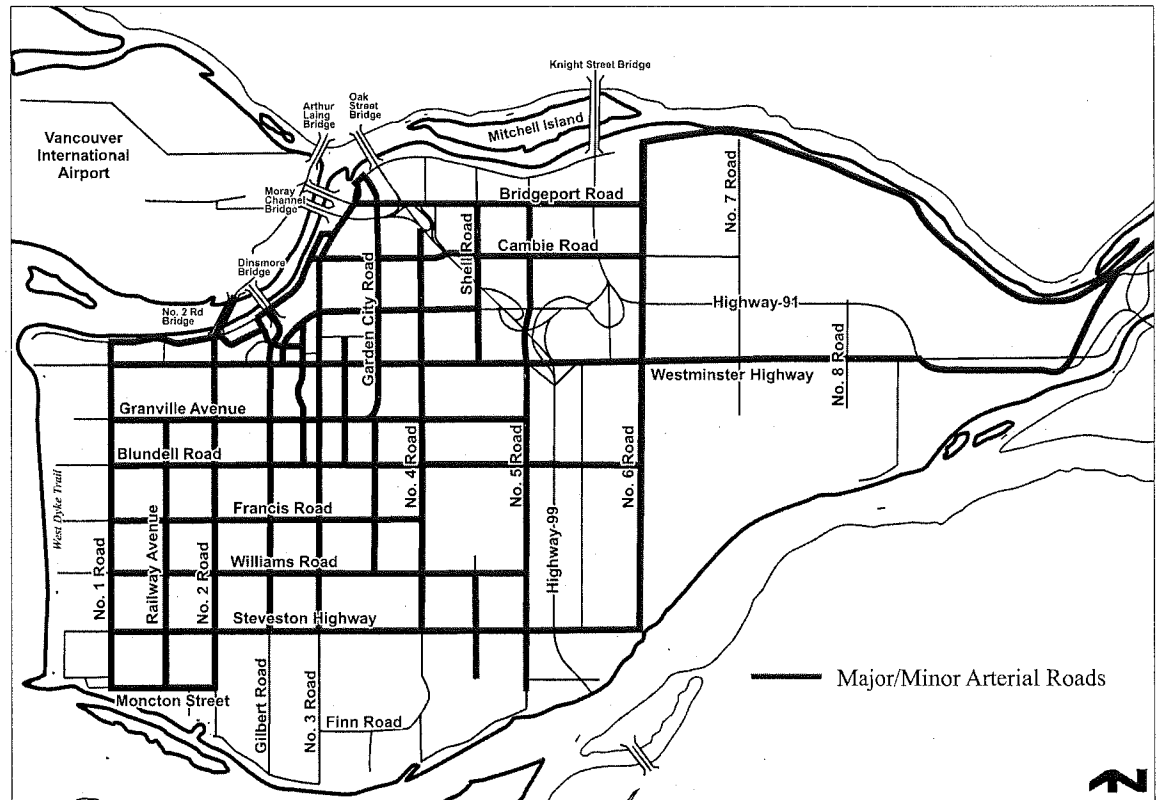 Knight Street Bridge
Oak
Street
Bridge
Arthur
Laing
Bridge
Mitchell Island
Vancouver
International
Airport
Moray
Channel
Bridge
Bridgeport Road
No. 7 Road
Shell Road
Cambie Road
Dinsmore
Bridge
Garden City Road
Highway-91
No. 2 Rd
Bridge
No. 8 Road
Westminster Highway
Granville Avenue
Blundell Road
No. 4 Road
No. 5 Road
No. 6 Road
West Dyke Trail
Francis Road
Railway Avenue
Highway-99
Williams Road
No. 1 Road
No. 2 Road
Steveston Highway
Major/Minor Arterial Roads
Moncton Street
Gilbert Road
No. 3 Road
Finn Road
N